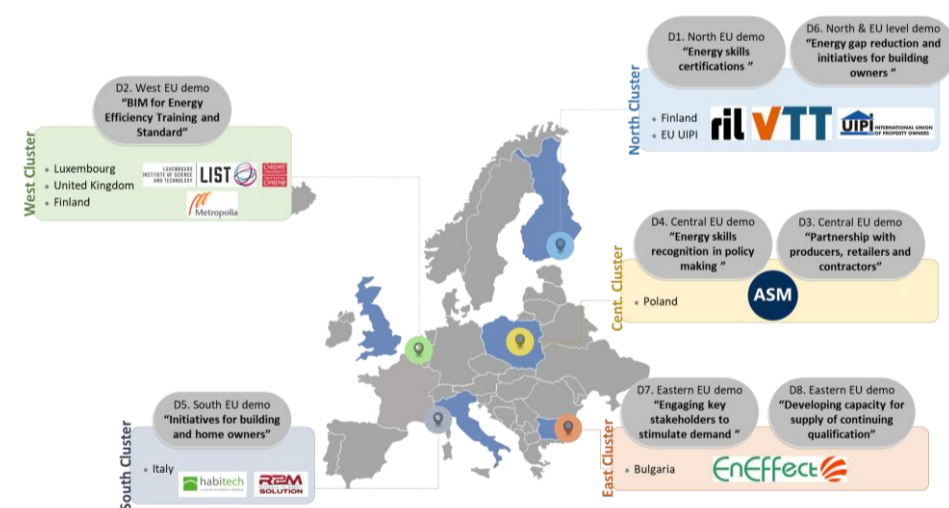 D1. North EU demo
“Energy skills
certifications ”
D6. North & EU level demo
“Energy gap reduction and
initiatives for building
owners ”
North Cluster
• Finland
• EU UIPI
ril
VTT
UIPI
INTERNATIONAL UNION
OF PROPERTY OWNERS
D2. West EU demo
“BIM for Energy
Efficiency Training and
Standard”
West Cluster
• Luxembourg
• United Kingdom
• Finland
LUXEMBOURG
INSTITUTE OF SCIENCE
AND TECHNOLOGY
LIST
CARDIFF
UNIVERSITY
Metropolia
D4. Central EU demo
“Energy skills
recognition in policy
making ”
D3. Central EU demo
“Partnership with
producers, retailers and
contractors”
Cent. Cluster
• Poland
ASM
D5. South EU demo
“Initiatives for building
and home owners”
South Cluster
• Italy
habitech
R2M
SOLUTION
D7. Eastern EU demo
“Engaging key
stakeholders to
stimulate demand ”
D8. Eastern EU demo
“Developing capacity for
supply of continuing
qualification”
East Cluster
• Bulgaria
EnEffect